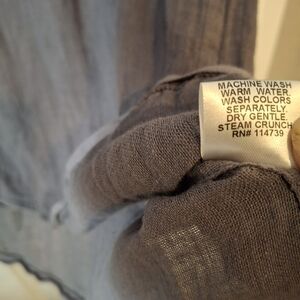 MACHINE WASH
WARM WATER.
WASH COLORS
SEPARATELY.
DRY GENTLE.
STEAM CRUNCH
RN# 114739